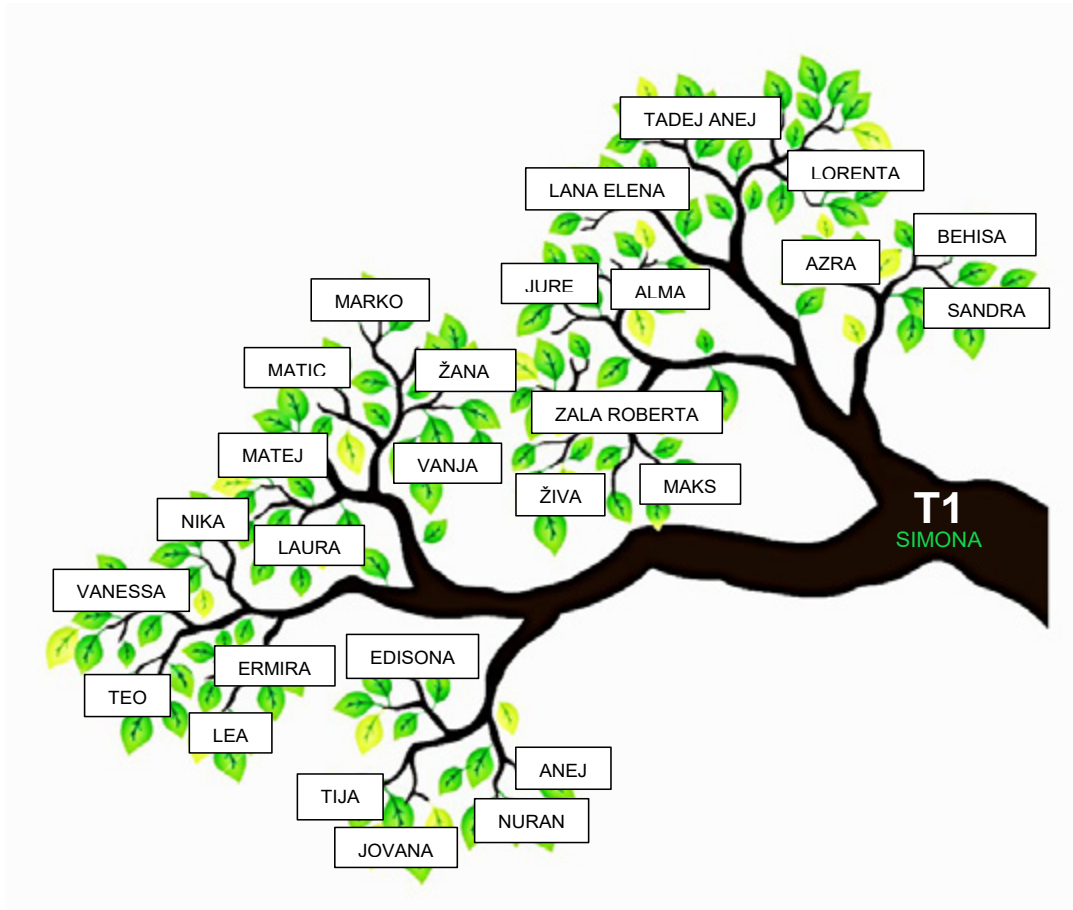 TADEJ ANEJ
LORENTA
LANA ELENA
BEHISA
AZRA
SANDRA
JURE
ALMA
MARKO
MATIC
ŽANA
ZALA ROBERTA
MATEJ
VANJA
MAKS
ŽIVA
NIKA
T1
SIMONA
LAURA
VANESSA
EDISONA
ERMIRA
TEO
LEA
ANEJ
TIJA
NURAN
JOVANA